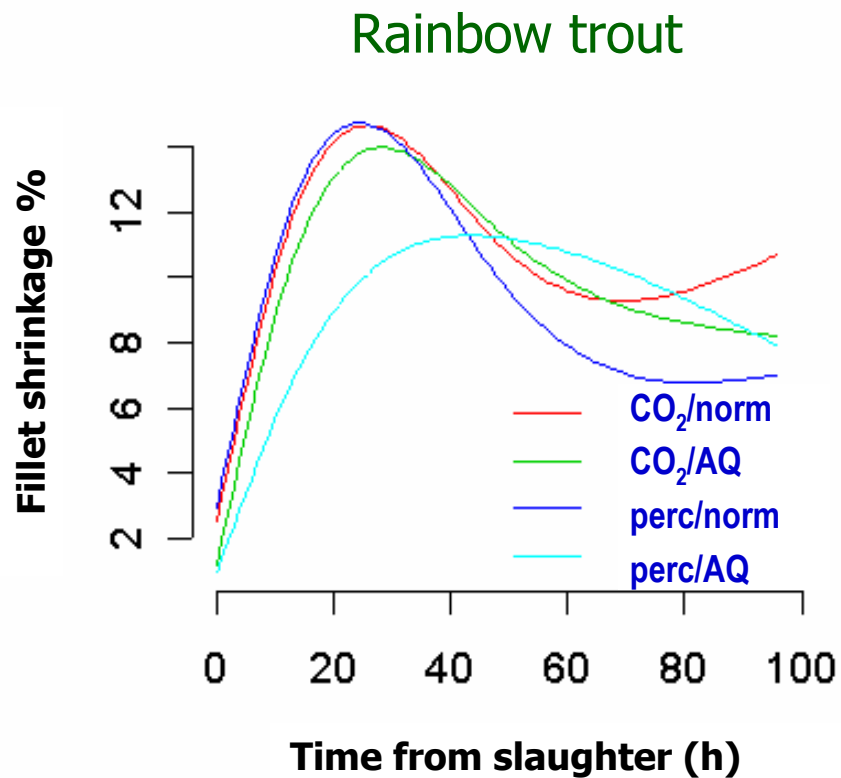 Rainbow trout
Fillet shrinkage %
12
8
6
4
2
CO₂/norm
CO₂/AQ
perc/norm
perc/AQ
0 20 40 60 80 100
Time from slaughter (h)